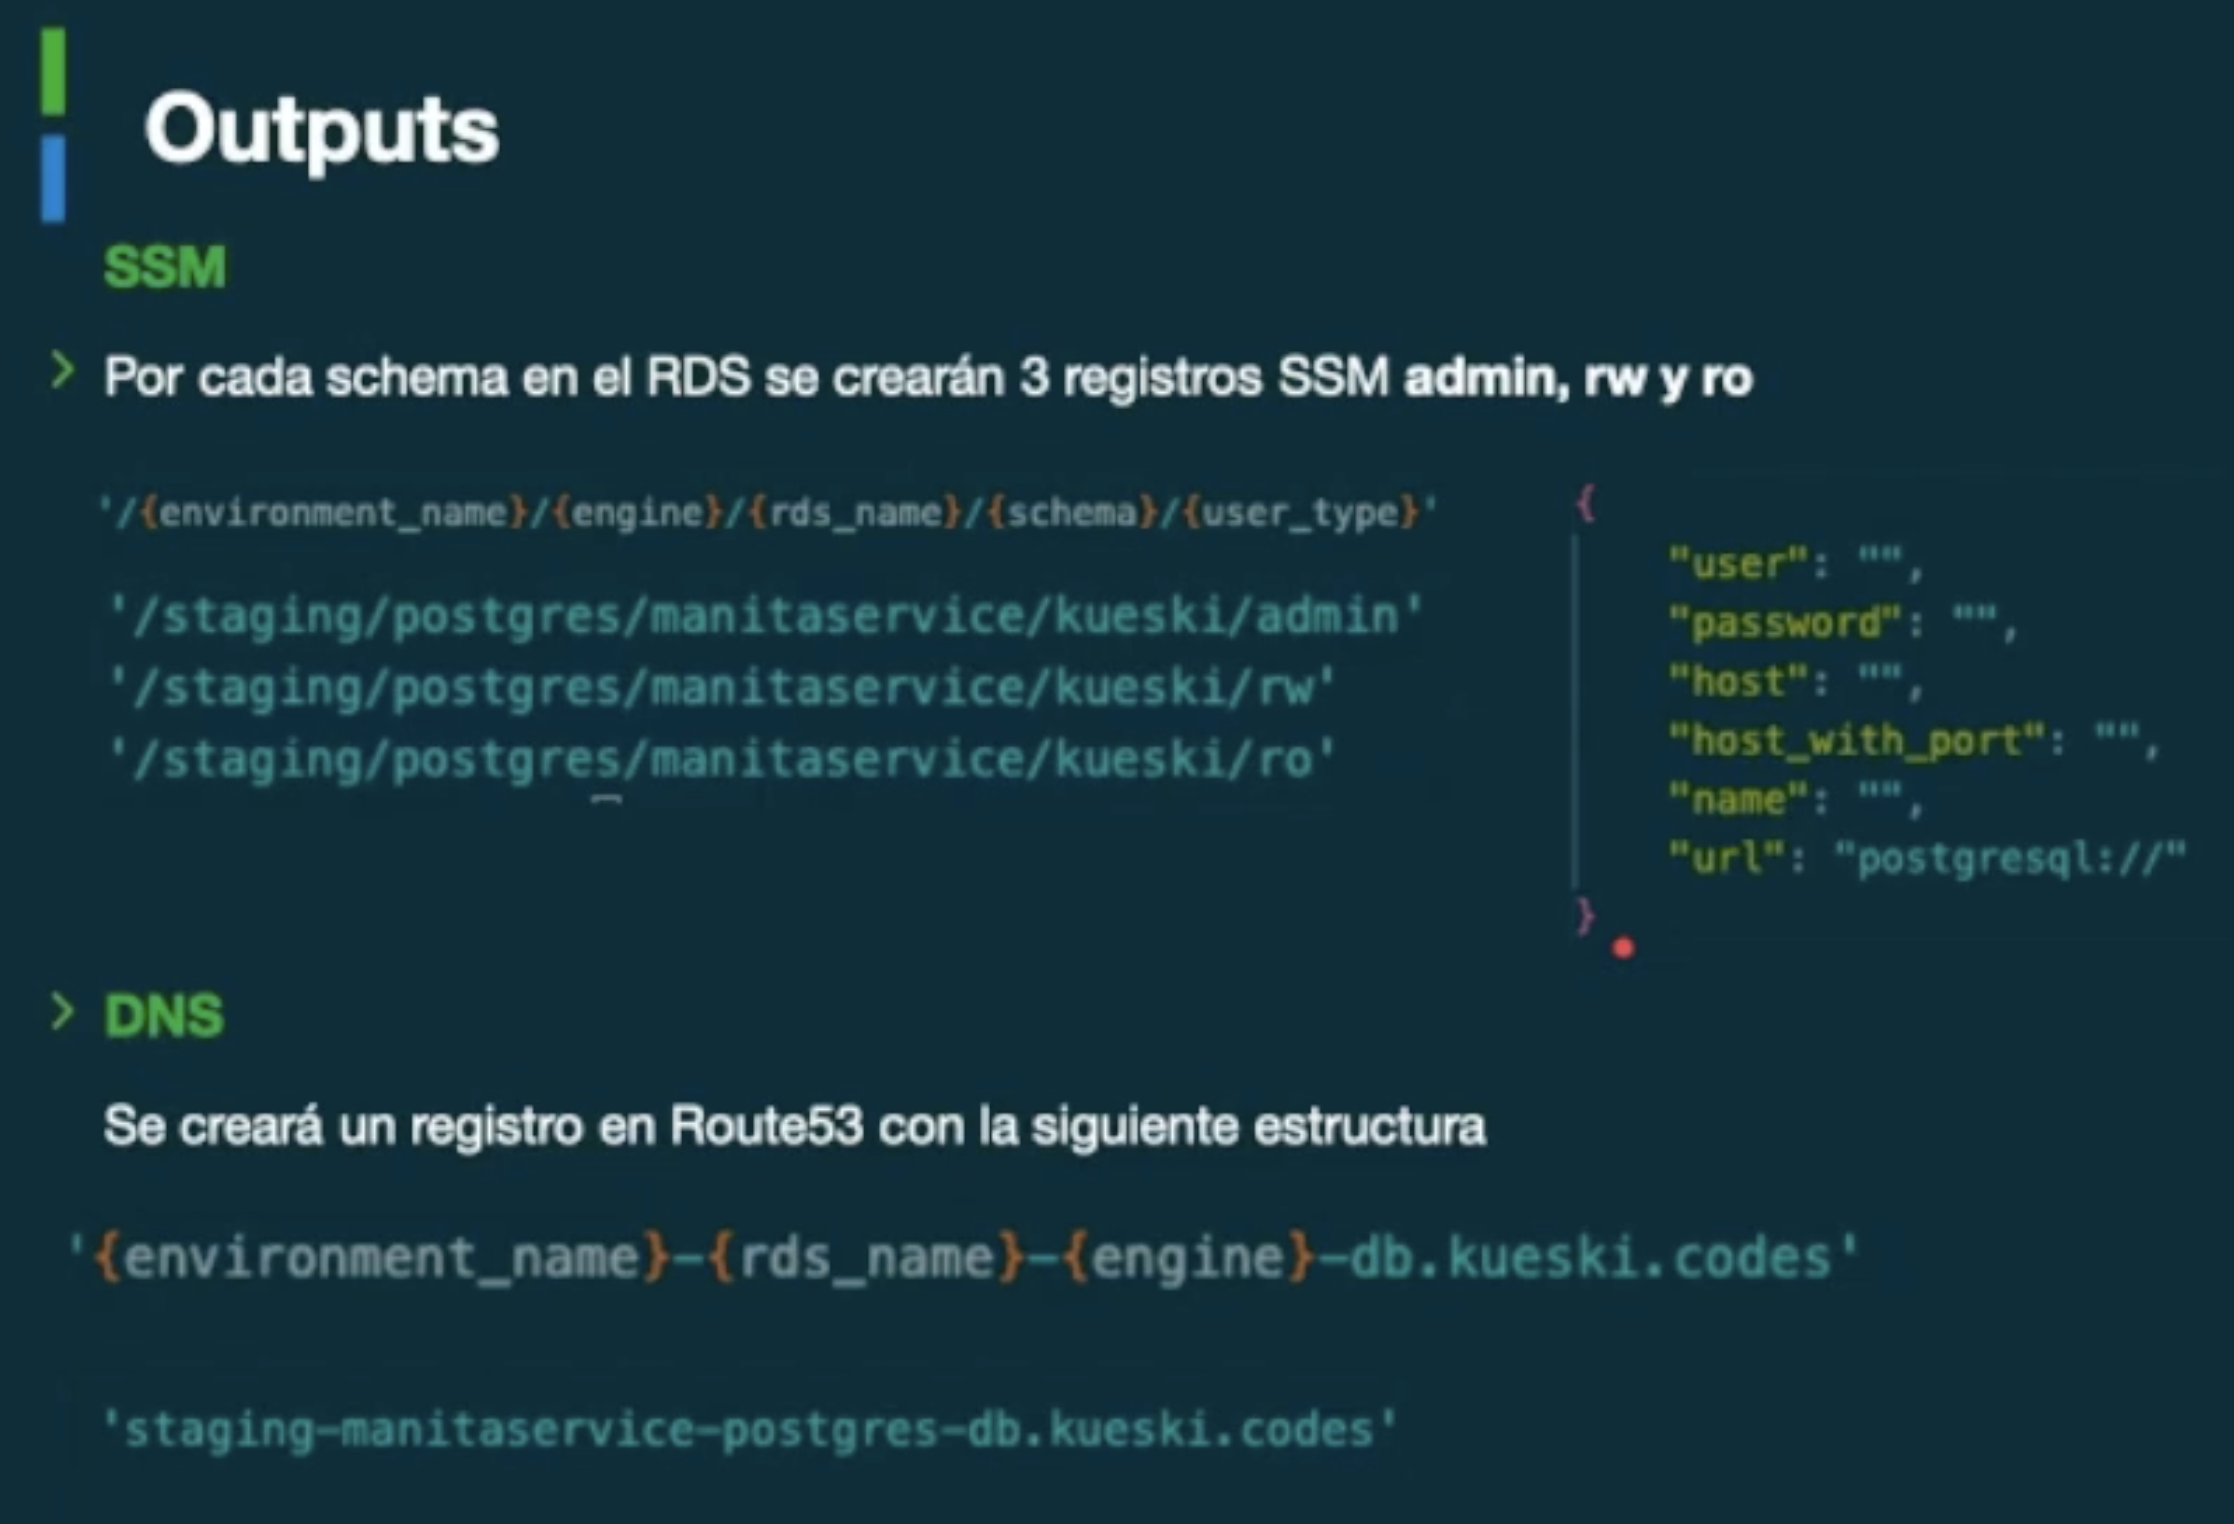 Outputs
SSM
Por cada schema en el RDS se crearán 3 registros SSM admin, rw y ro
'/{environment_name}/{engine}/{rds_name}/{schema}/{user_type}'
'/staging/postgres/manitaservice/kueski/admin'
'/staging/postgres/manitaservice/kueski/rw'
'/staging/postgres/manitaservice/kueski/ro'
{
"user": "",
"password": "",
"host": "",
"host_with_port": "",
"name": "",
"url": "postgresql://"
}
DNS
Se creará un registro en Route53 con la siguiente estructura
'{environment_name}-{rds_name}-{engine}-db.kueski.codes'
'staging-manitaservice-postgres-db.kueski.codes'